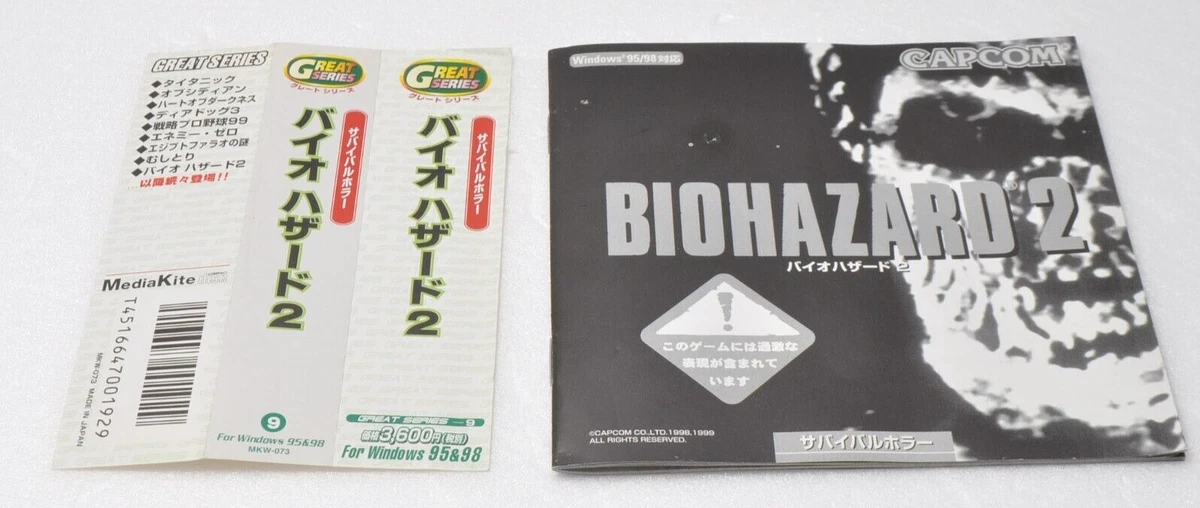 GREAT SERIES
◆タイタニック
◆オブシディアン
◆ハートオブダークネス
◆ディアドッグ3
◆戦略プロ野球99
◆エネミー・ゼロ
◆エジプトファラオの謎
◆むしとり
◆バイオ ハザード2
…以降続々登場!!
MediaKite
T4516647001929
MKW-073 MADE IN JAPAN
GREAT
SERIES
グレート シリーズ
サバイバルホラー
バイオ ハザード2
9
For Windows 95&98
MKW-073
GREAT
SERIES
グレート シリーズ
サバイバルホラー
バイオ ハザード2
GREAT SERIES —9
価格3,600円(税別)
For Windows 95&98
Windows® 95/98 対応
CAPCOM
BIOHAZARD® 2
バイオハザード 2
!
このゲームには過激な
表現が含まれて
います
©CAPCOM CO.,LTD.1998,1999
ALL RIGHTS RESERVED.
サバイバルホラー